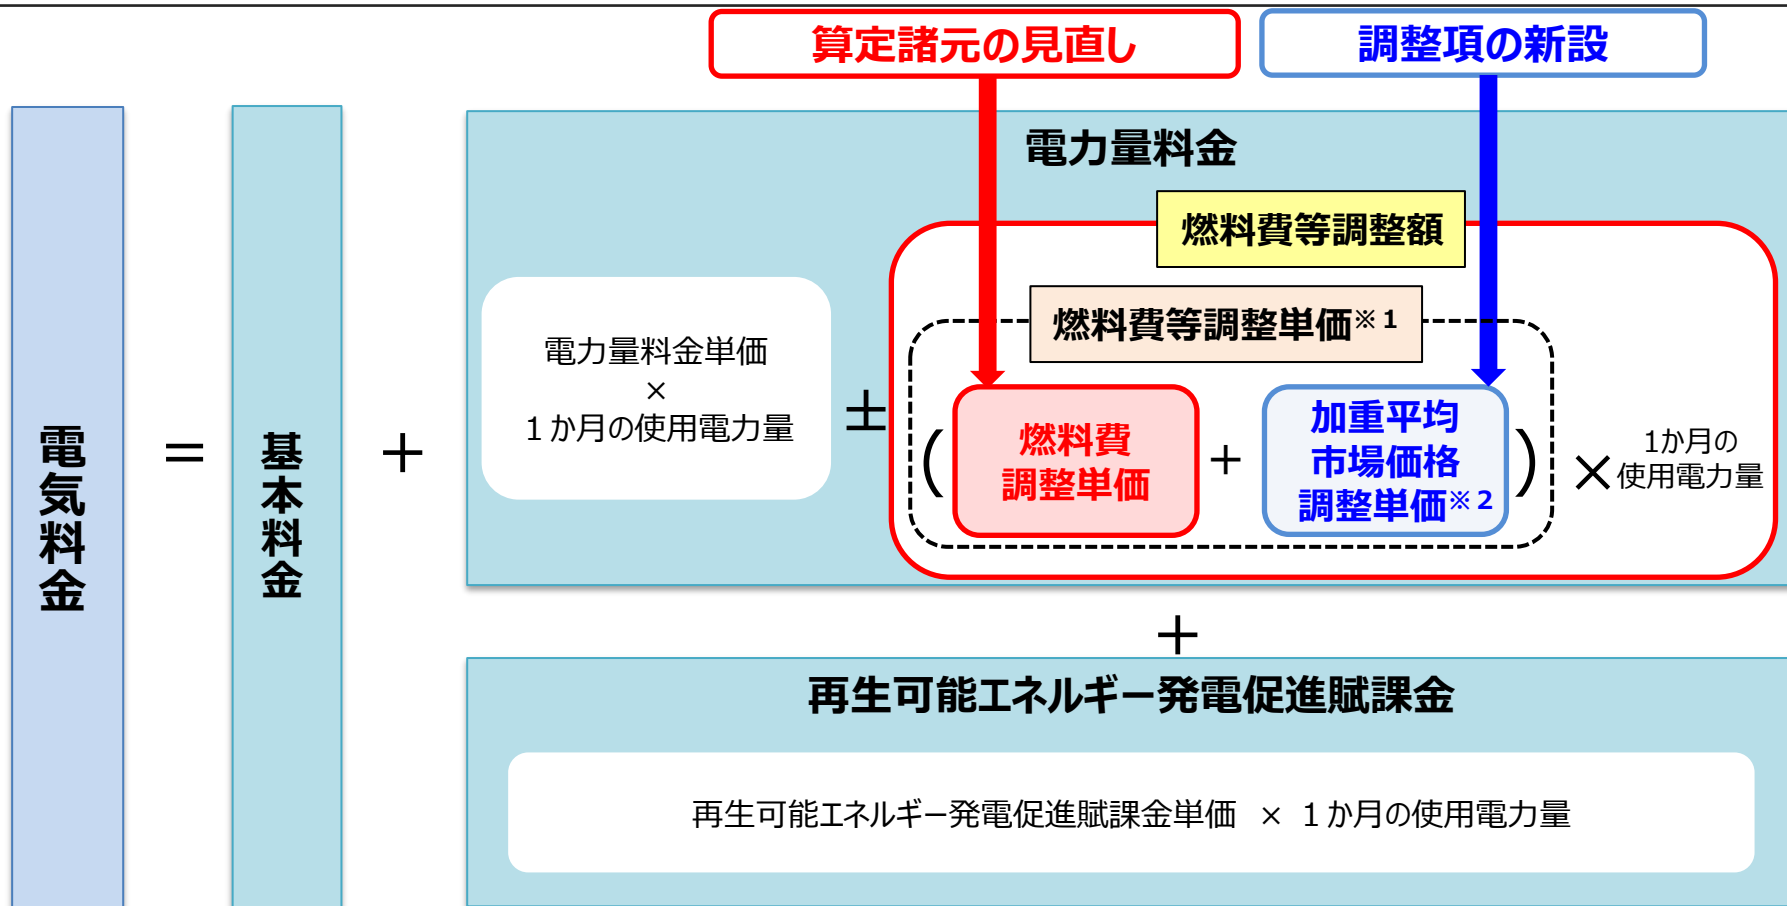 算定諸元の見直し
調整項の新設
電気料金
＝
基本料金
＋
電力量料金
燃料費等調整額
燃料費等調整単価※1
電力量料金単価
×
１か月の使用電力量
±
(
燃料費
調整単価
＋
加重平均
市場価格
調整単価※2
)
×
1か月の
使用電力量
＋
再生可能エネルギー発電促進賦課金
再生可能エネルギー発電促進賦課金単価 × １か月の使用電力量